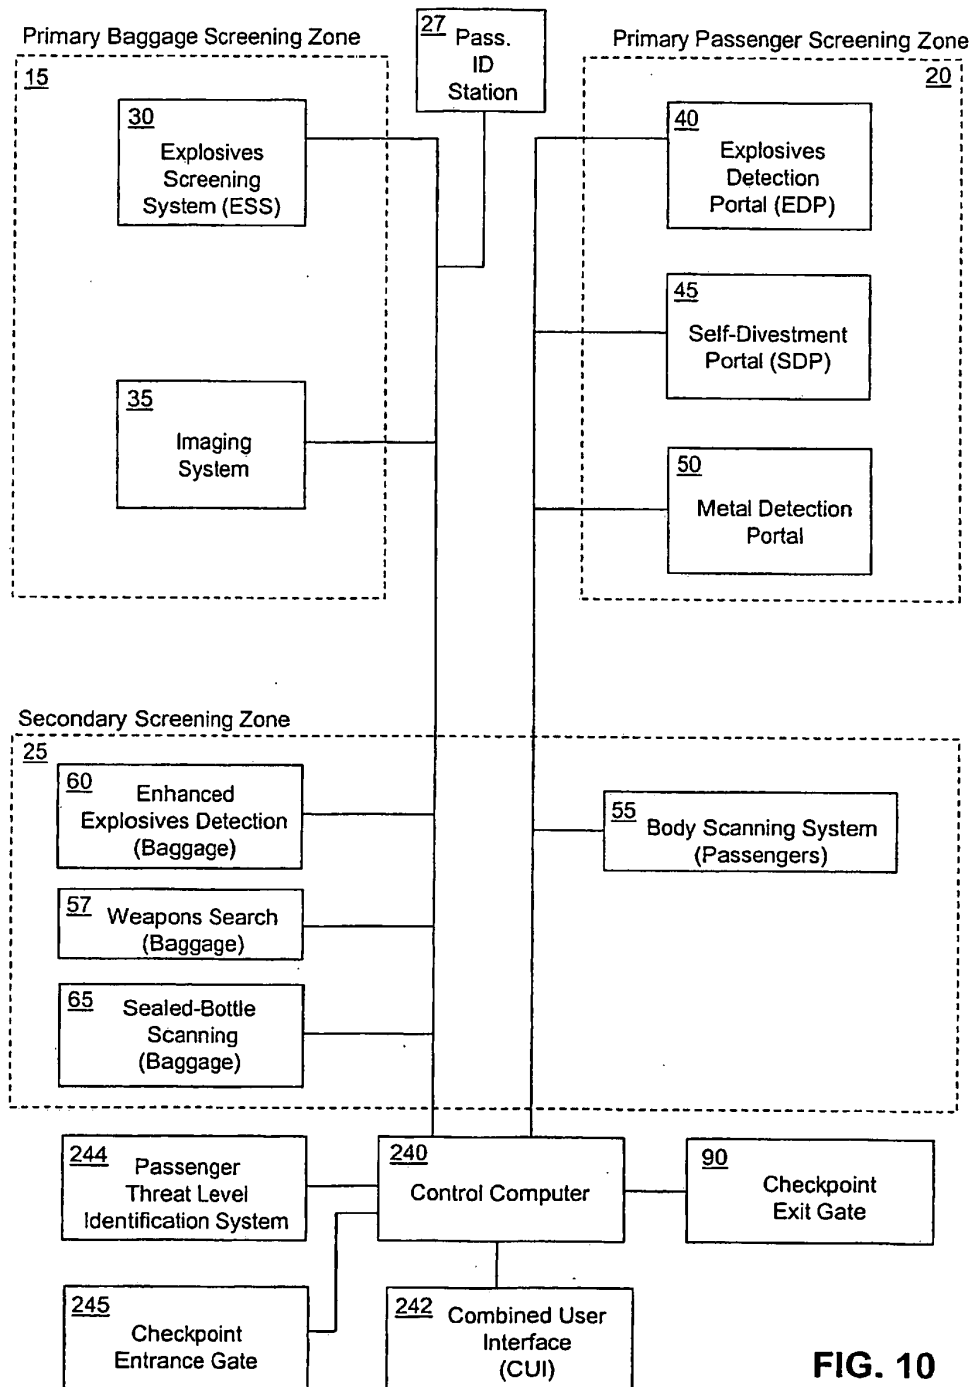 Primary Baggage Screening Zone
15
30
Explosives
Screening
System (ESS)
35
Imaging
System
27
Pass.
ID
Station
Primary Passenger Screening Zone
20
40
Explosives
Detection
Portal (EDP)
45
Self-Divestment
Portal (SDP)
50
Metal Detection
Portal
Secondary Screening Zone
25
60
Enhanced
Explosives Detection
(Baggage)
57
Weapons Search
(Baggage)
65
Sealed-Bottle
Scanning
(Baggage)
55
Body Scanning System
(Passengers)
244
Passenger
Threat Level
Identification System
240
Control Computer
90
Checkpoint
Exit Gate
245
Checkpoint
Entrance Gate
242
Combined User
Interface
(CUI)
FIG. 10